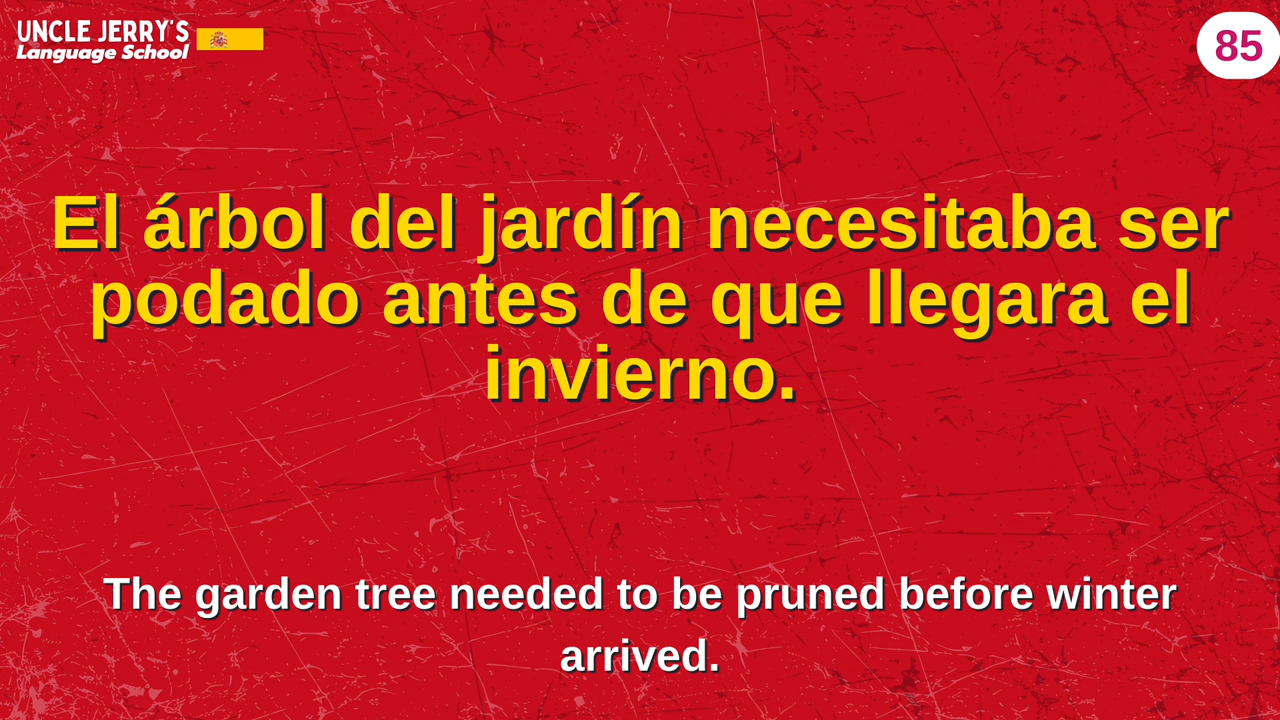 UNCLE JERRY'S
Language School
85
El árbol del jardín necesitaba ser
podado antes de que llegara el
invierno.
The garden tree needed to be pruned before winter
arrived.